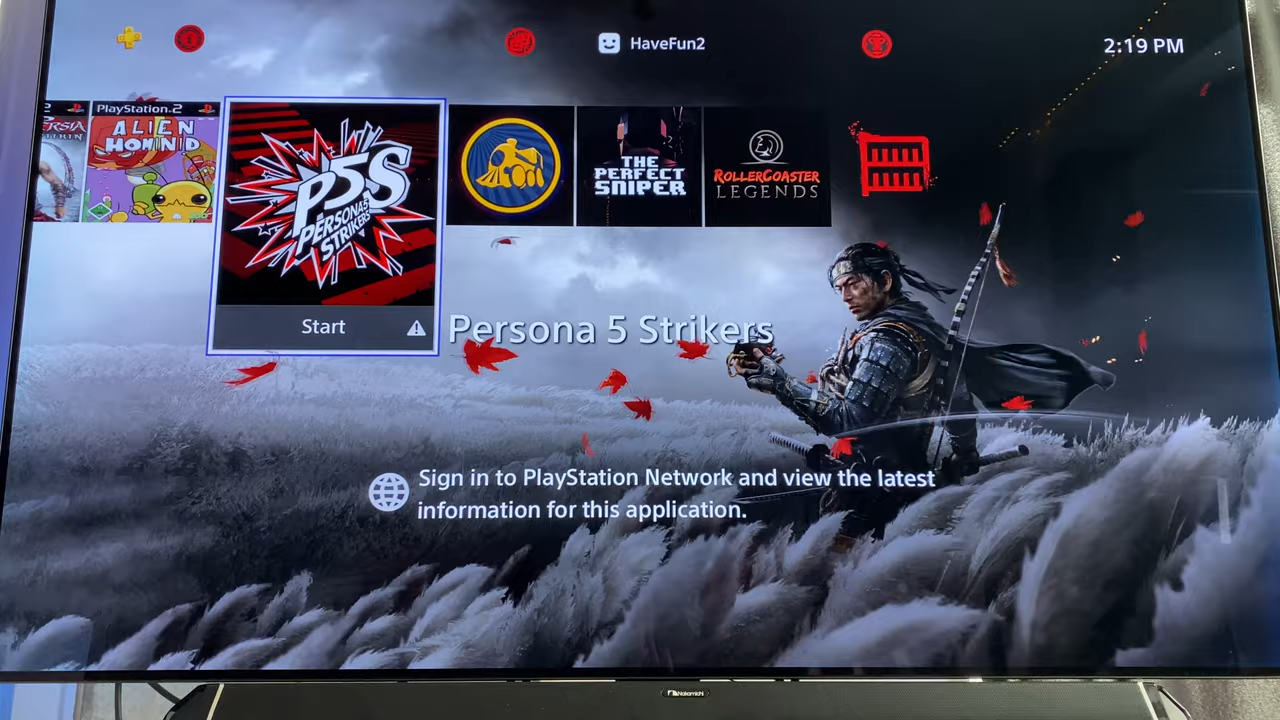 HaveFun2
2:19 PM
PlayStation.2
ALIEN
HOMINID
P5S
PERSONA5
STRIKERS
THE
PERFECT
SNIPER
ROLLERCOASTER
LEGENDS
Start
Persona 5 Strikers
Sign in to PlayStation Network and view the latest
information for this application.
Nakamichi